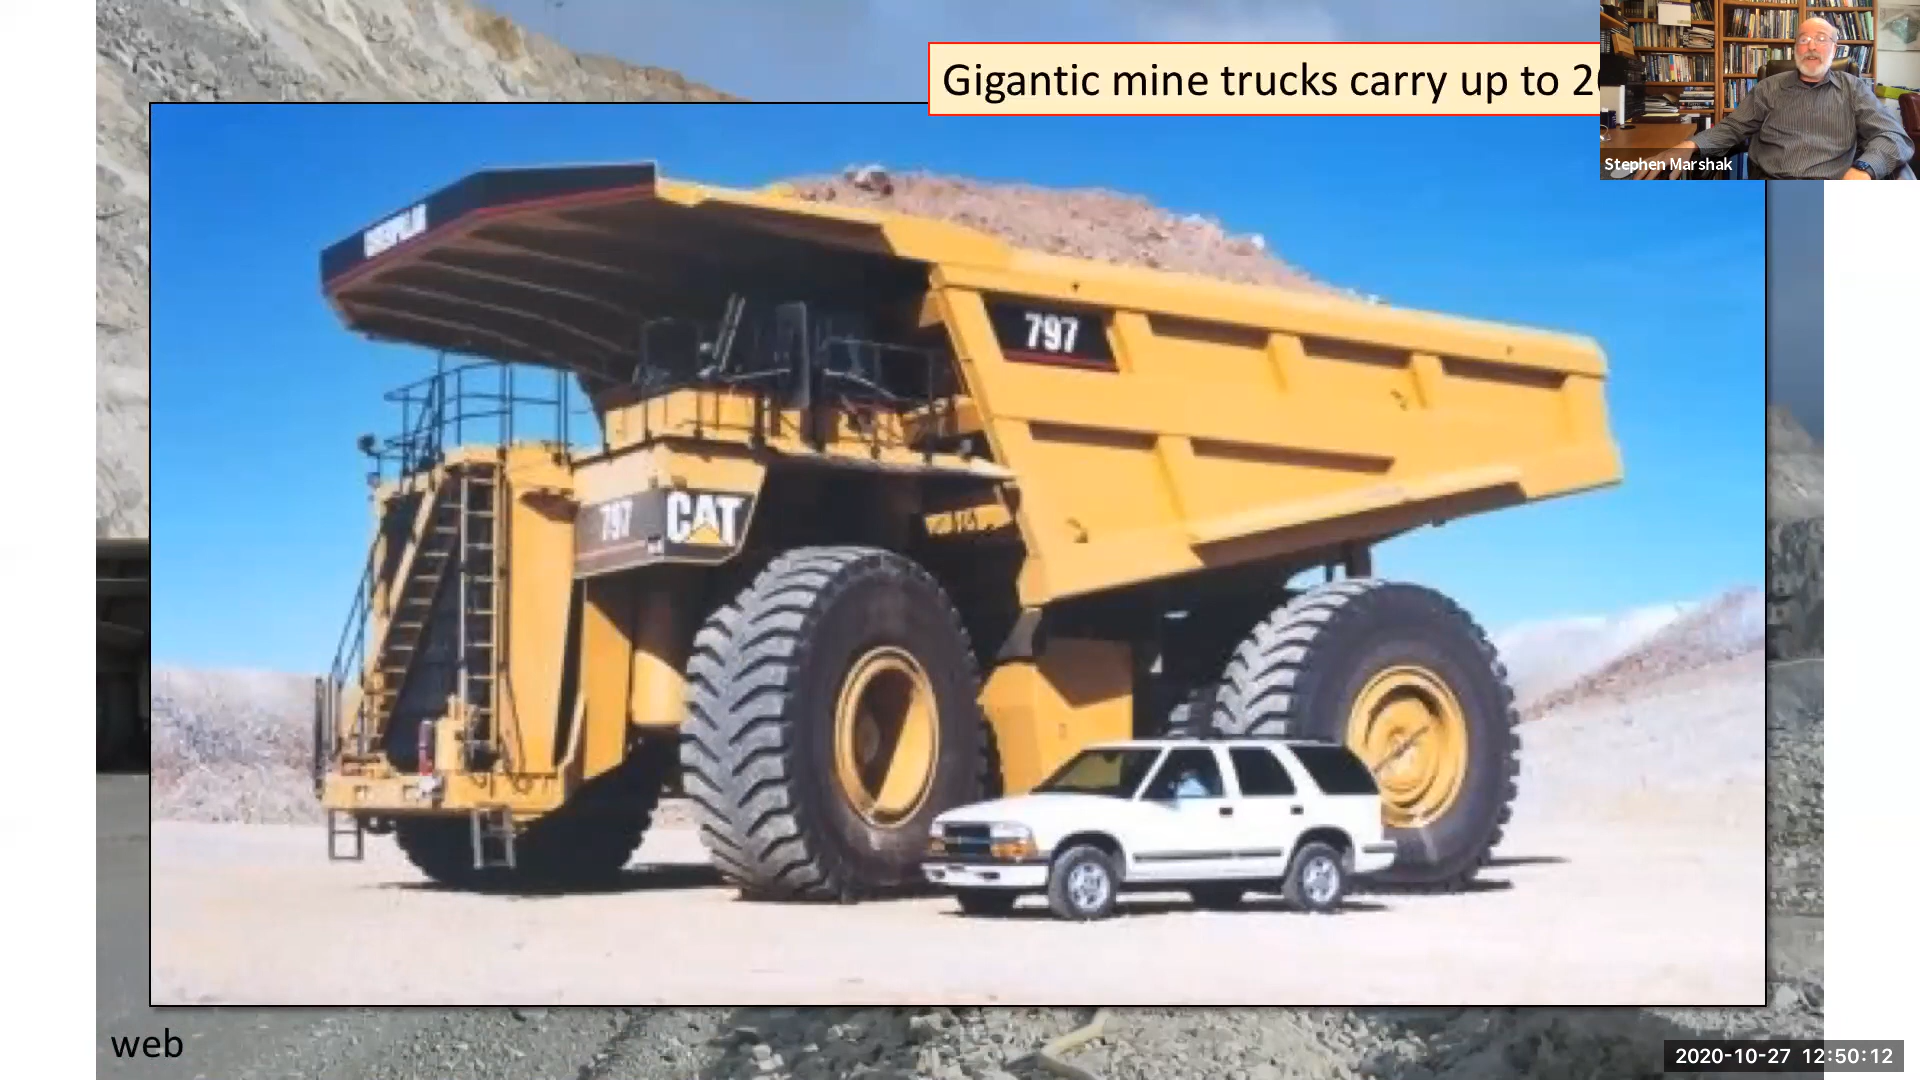 Gigantic mine trucks carry up to 2
Stephen Marshak
CATERPILLAR
797
797
CAT
web
2020-10-27 12:50:12